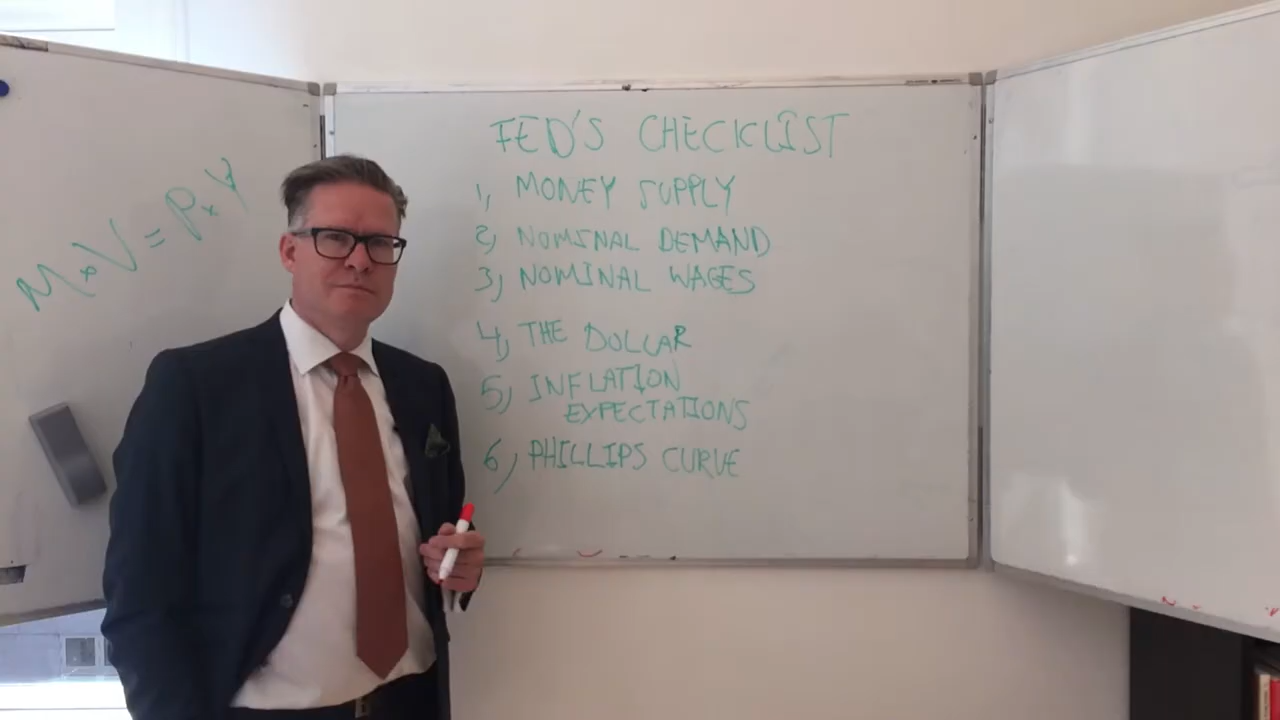 M × V = P × Y
FED'S CHECKLIST
1, MONEY SUPPLY
2, NOMINAL DEMAND
3, NOMINAL WAGES
4, THE DOLLAR
5, INFLATION
EXPECTATIONS
6, PHILLIPS CURVE